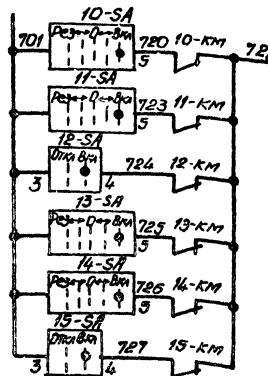 10-SA
701 Рез←О→Вкл 720 10-КМ 72
5
11-SA
Рез←О→Вкл 723 11-КМ
5
12-SA
Откл Вкл 724 12-КМ
3 4
13-SA
Рез←О→Вкл 725 13-КМ
5
14-SA
Рез←О→Вкл 726 14-КМ
5
15-SA
Откл Вкл 727 15-КМ
3 4